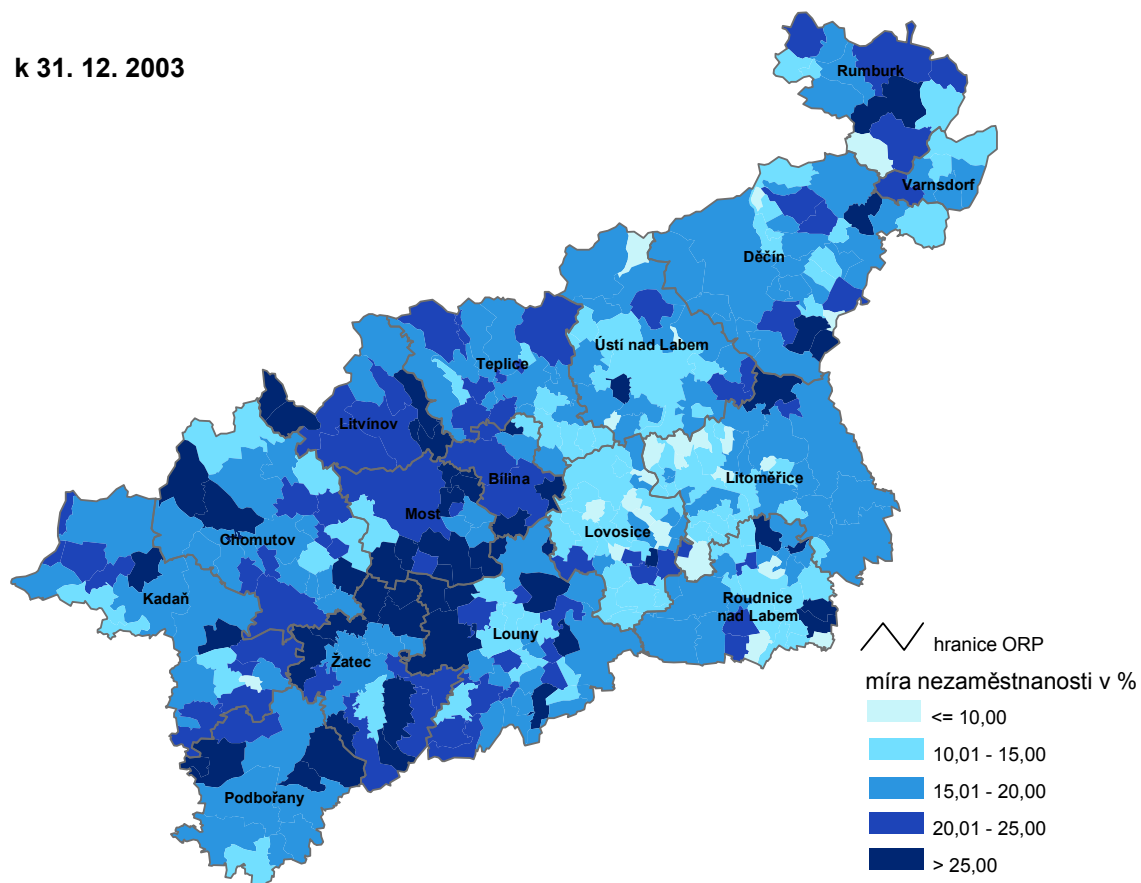 k 31. 12. 2003
Rumburk
Varnsdorf
Děčín
Ústí nad Labem
Teplice
Litvínov
Bílina
Litoměřice
Most
Lovosice
Chomutov
Kadaň
Roudnice
nad Labem
Louny
Žatec
Podbořany
hranice ORP
míra nezaměstnanosti v %
<= 10,00
10,01 - 15,00
15,01 - 20,00
20,01 - 25,00
> 25,00